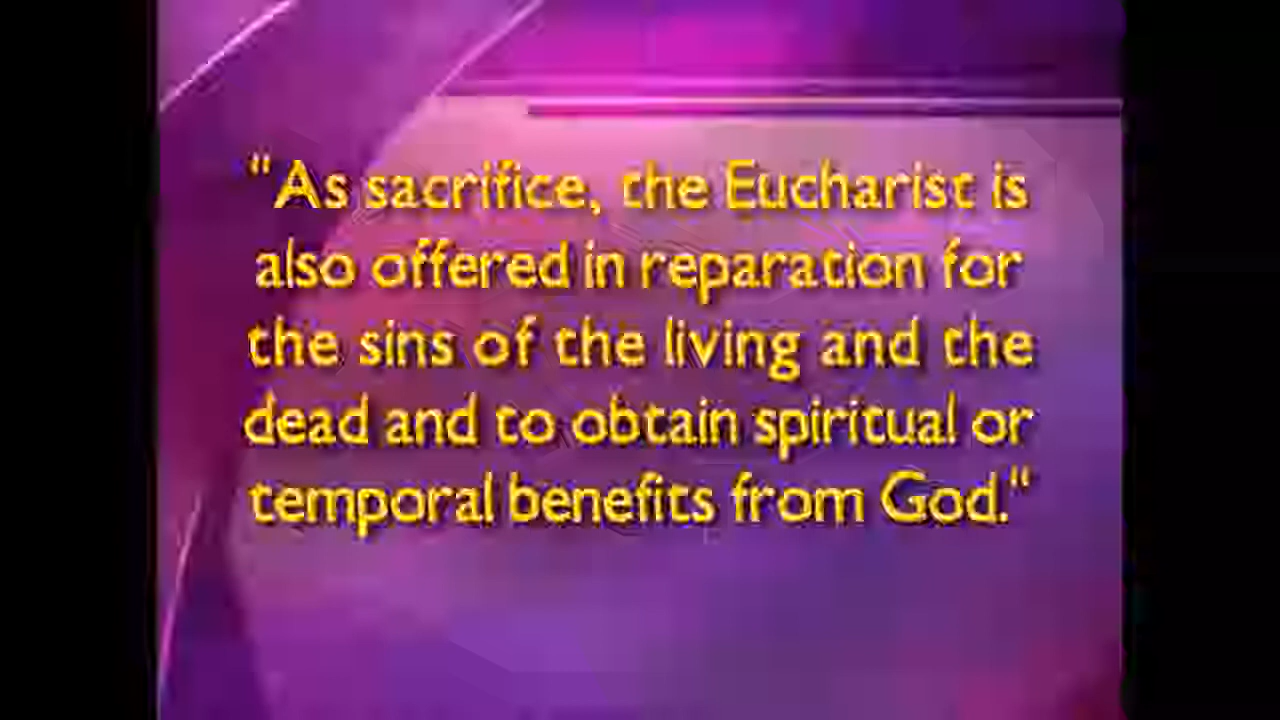 "As sacrifice, the Eucharist is
also offered in reparation for
the sins of the living and the
dead and to obtain spiritual or
temporal benefits from God."